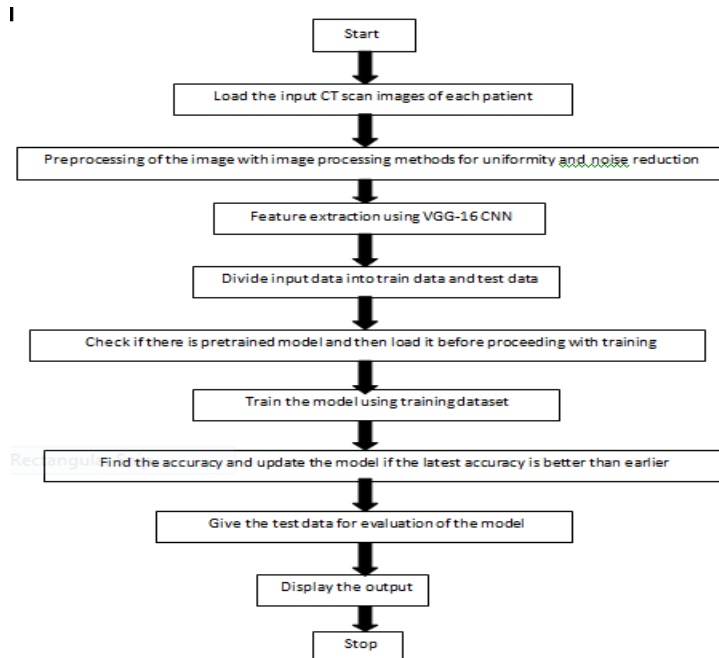 Start
Load the input CT scan images of each patient
Preprocessing of the image with image processing methods for uniformity and noise reduction
Feature extraction using VGG-16 CNN
Divide input data into train data and test data
Check if there is pretrained model and then load it before proceeding with training
Train the model using training dataset
Find the accuracy and update the model if the latest accuracy is better than earlier
Give the test data for evaluation of the model
Display the output
Stop